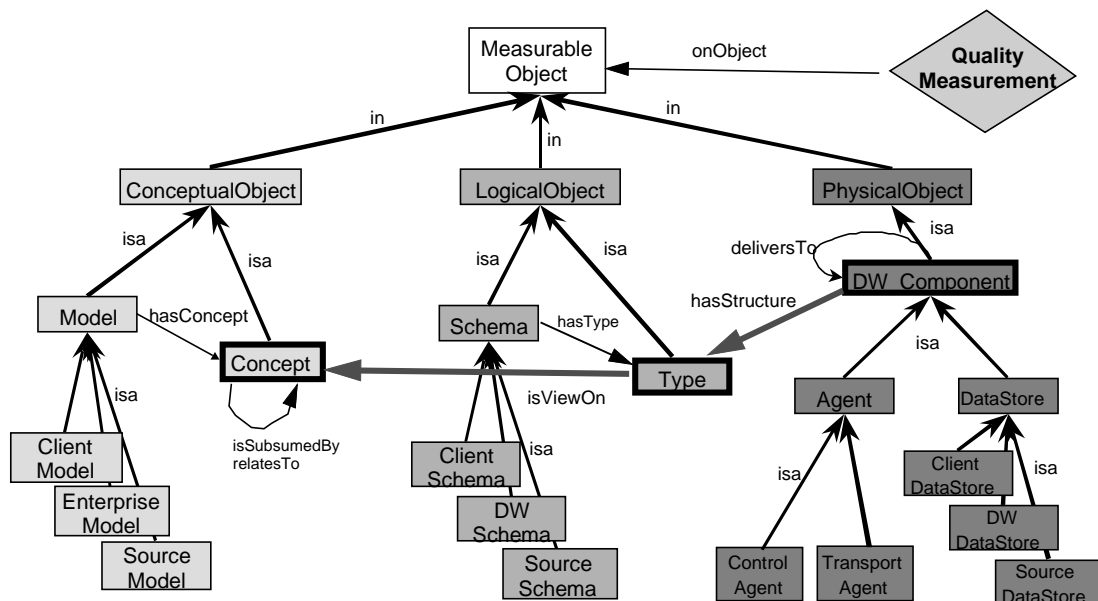 Measurable
Object
onObject
Quality
Measurement
in
in
in
ConceptualObject
LogicalObject
PhysicalObject
isa
isa
isa
isa
deliversTo
isa
DW_Component
hasStructure
Model
hasConcept
Schema
hasType
Concept
Type
isViewOn
isa
isa
isa
isSubsumedBy
relatesTo
Agent
DataStore
Client
Model
Enterprise
Model
Source
Model
Client
Schema
isa
DW
Schema
Source
Schema
isa
isa
Client
DataStore
DW
DataStore
Control
Agent
Transport
Agent
Source
DataStore